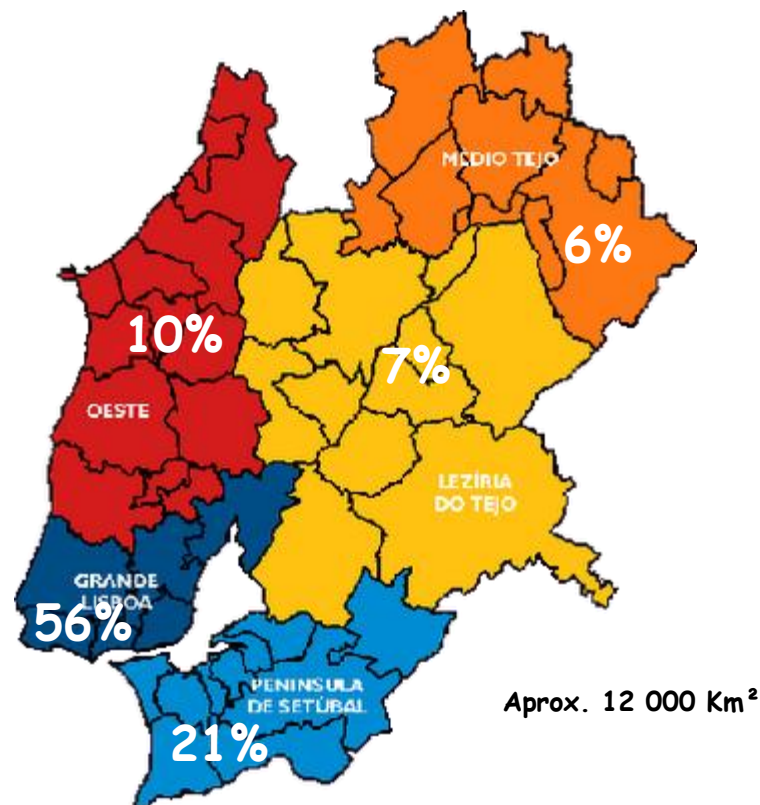 MÉDIO TEJO
6%
10%
7%
OESTE
LEZÍRIA
DO TEJO
GRANDE
LISBOA
56%
PENINSULA
DE SETÚBAL
Aprox. 12 000 Km²
21%